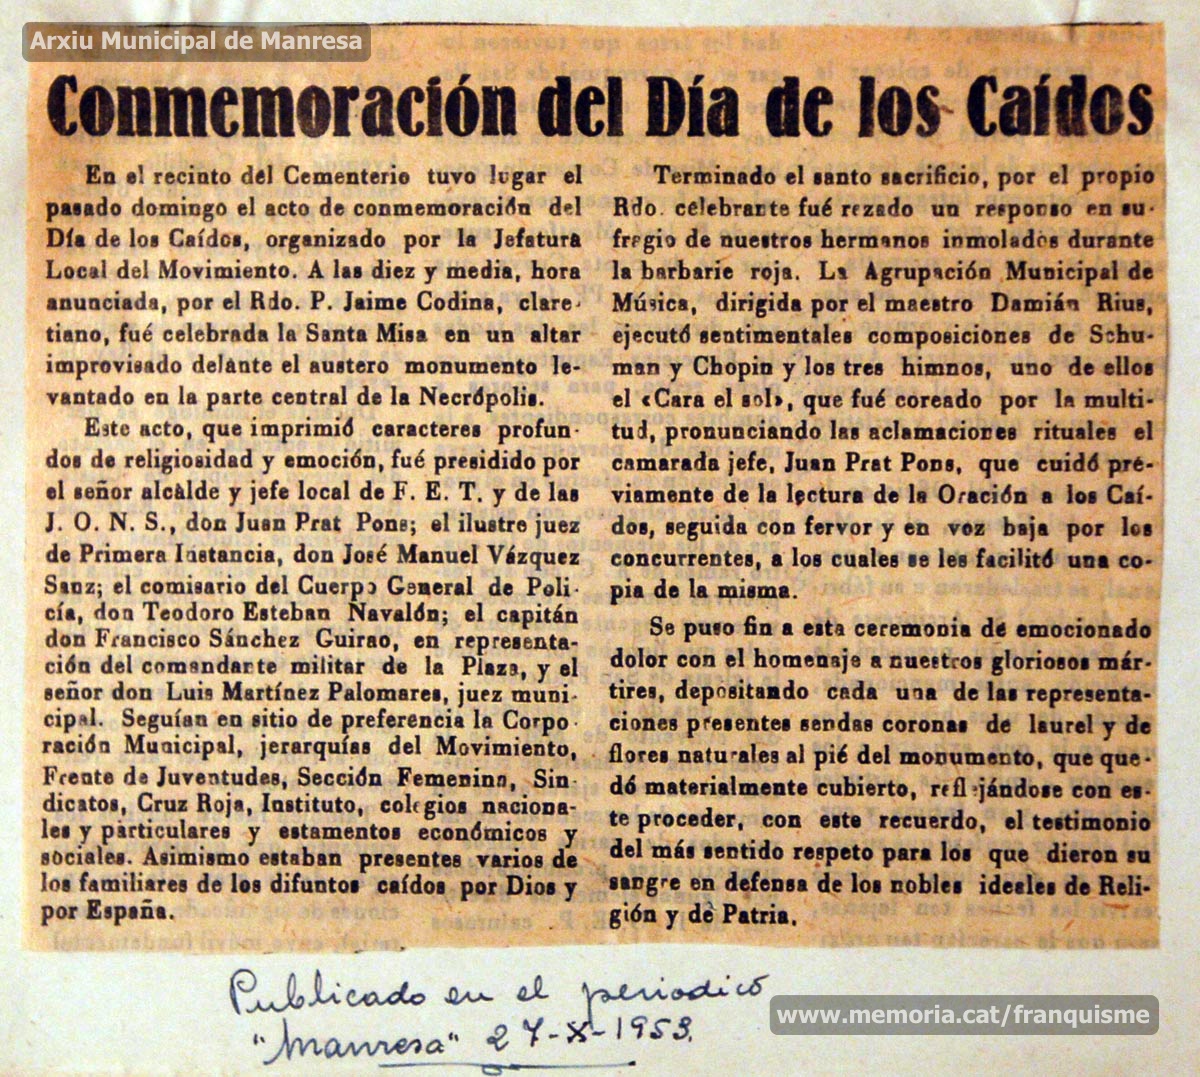 Arxiu Municipal de Manresa
Conmemoración del Día de los Caídos
En el recinto del Cementerio tuvo lugar el
pasado domingo el acto de conmemoración del
Día de los Caídos, organizado por la Jefatura
Local del Movimiento. A las diez y media, hora
anunciada, por el Rdo. P. Jaime Codina, clare-
tiano, fué celebrada la Santa Misa en un altar
improvisado delante el austero monumento le-
vantado en la parte central de la Necrópolis.
Este acto, que imprimió caracteres profun-
dos de religiosidad y emoción, fué presidido por
el señor alcalde y jefe local de F. E. T. y de las
J. O. N. S., don Juan Prat Pons; el ilustre juez
de Primera Instancia, don José Manuel Vázquez
Sanz; el comisario del Cuerpo General de Poli-
cía, don Teodoro Esteban Navalón; el capitán
don Francisco Sánchez Guirao, en representa-
ción del comandante militar de la Plaza, y el
señor don Luis Martínez Palomares, juez muni-
cipal. Seguían en sitio de preferencia la Corpo-
ración Municipal, jerarquías del Movimiento,
Frente de Juventudes, Sección Femenina, Sin-
dicatos, Cruz Roja, Instituto, colegios naciona-
les y particulares y estamentos económicos y
sociales. Asimismo estaban presentes varios de
los familiares de los difuntos caídos por Dios y
por España.
Terminado el santo sacrificio, por el propio
Rdo. celebrante fué rezado un responso en su-
fragio de nuestros hermanos inmolados durante
la barbarie roja. La Agrupación Municipal de
Música, dirigida por el maestro Damián Rius,
ejecutó sentimentales composiciones de Schu-
man y Chopin y los tres himnos, uno de ellos
el «Cara el sol», que fué coreado por la multi-
tud, pronunciando las aclamaciones rituales el
camarada jefe, Juan Prat Pons, que cuidó pre-
viamente de la lectura de la Oración a los Caí-
dos, seguida con fervor y en voz baja por los
concurrentes, a los cuales se les facilitó una co-
pia de la misma.
Se puso fin a esta ceremonia de emocionado
dolor con el homenaje a nuestros gloriosos már-
tires, depositando cada una de las representa-
ciones presentes sendas coronas de laurel y de
flores naturales al pié del monumento, que que-
dó materialmente cubierto, reflejándose con es-
te proceder, con este recuerdo, el testimonio
del más sentido respeto para los que dieron su
sangre en defensa de los nobles ideales de Reli-
gión y de Patria.
Publicado en el periodico
"Manresa" 27-X-1953.
www.memoria.cat/franquisme